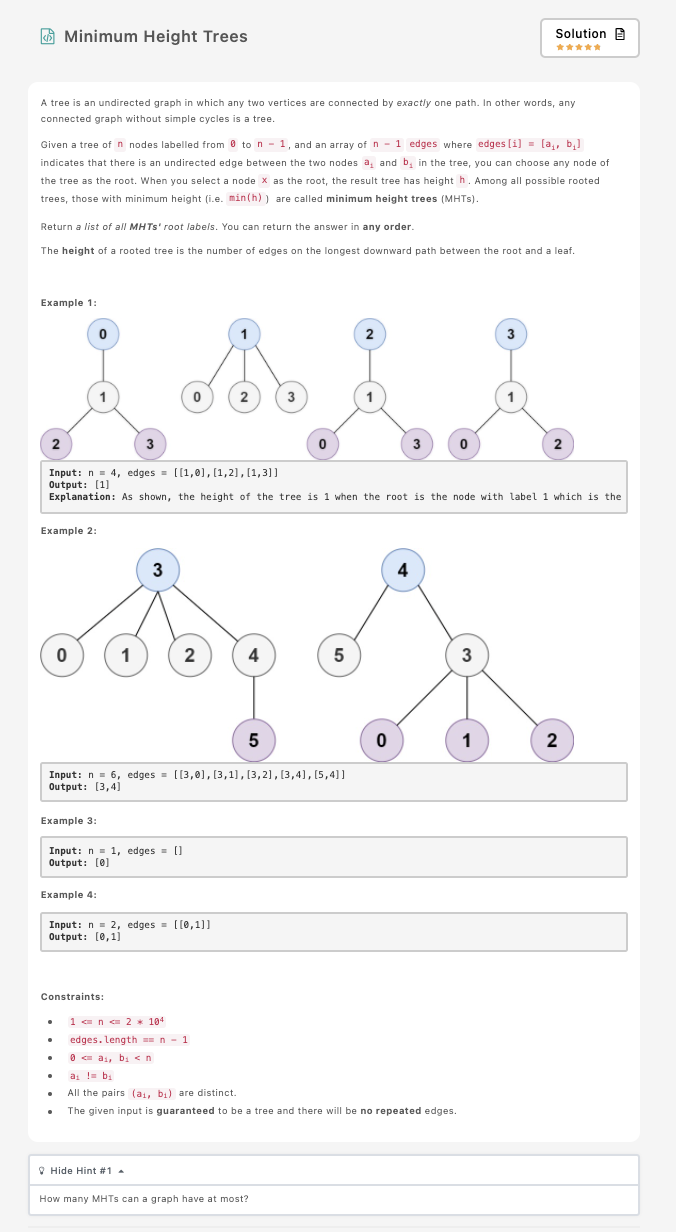 Minimum Height Trees
Solution
A tree is an undirected graph in which any two vertices are connected by exactly one path. In other words, any
connected graph without simple cycles is a tree.
Given a tree of n nodes labelled from 0 to n - 1, and an array of n - 1 edges where edges[i] = [aᵢ, bᵢ]
indicates that there is an undirected edge between the two nodes aᵢ and bᵢ in the tree, you can choose any node of
the tree as the root. When you select a node x as the root, the result tree has height h. Among all possible rooted
trees, those with minimum height (i.e. min(h)) are called minimum height trees (MHTs).
Return a list of all MHTs' root labels. You can return the answer in any order.
The height of a rooted tree is the number of edges on the longest downward path between the root and a leaf.
Example 1:
0 1 2 3
1 0 2 3 1 1
2 3 0 3 0 2
Input: n = 4, edges = [[1,0],[1,2],[1,3]]
Output: [1]
Explanation: As shown, the height of the tree is 1 when the root is the node with label 1 which is the
Example 2:
3 4
0 1 2 4 5 3
5 0 1 2
Input: n = 6, edges = [[3,0],[3,1],[3,2],[3,4],[5,4]]
Output: [3,4]
Example 3:
Input: n = 1, edges = []
Output: [0]
Example 4:
Input: n = 2, edges = [[0,1]]
Output: [0,1]
Constraints:
• 1 <= n <= 2 * 10⁴
• edges.length == n - 1
• 0 <= aᵢ, bᵢ < n
• aᵢ != bᵢ
• All the pairs (aᵢ, bᵢ) are distinct.
• The given input is guaranteed to be a tree and there will be no repeated edges.
Hide Hint #1
How many MHTs can a graph have at most?